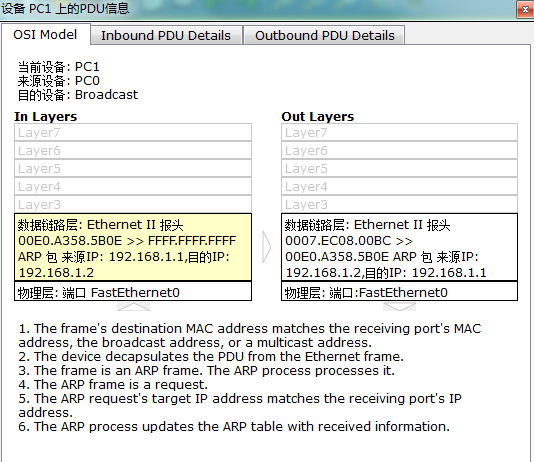 设备 PC1 上的PDU信息
OSI Model Inbound PDU Details Outbound PDU Details
当前设备: PC1
来源设备: PC0
目的设备: Broadcast
In Layers
Layer7
Layer6
Layer5
Layer4
Layer3
数据链路层: Ethernet II 报头
00E0.A358.5B0E >> FFFF.FFFF.FFFF
ARP 包 来源IP: 192.168.1.1,目的IP:
192.168.1.2
物理层: 端口 FastEthernet0
Out Layers
Layer7
Layer6
Layer5
Layer4
Layer3
数据链路层: Ethernet II 报头
0007.EC08.00BC >>
00E0.A358.5B0E ARP 包 来源IP:
192.168.1.2,目的IP: 192.168.1.1
物理层: 端口:FastEthernet0
1. The frame's destination MAC address matches the receiving port's MAC
address, the broadcast address, or a multicast address.
2. The device decapsulates the PDU from the Ethernet frame.
3. The frame is an ARP frame. The ARP process processes it.
4. The ARP frame is a request.
5. The ARP request's target IP address matches the receiving port's IP
address.
6. The ARP process updates the ARP table with received information.